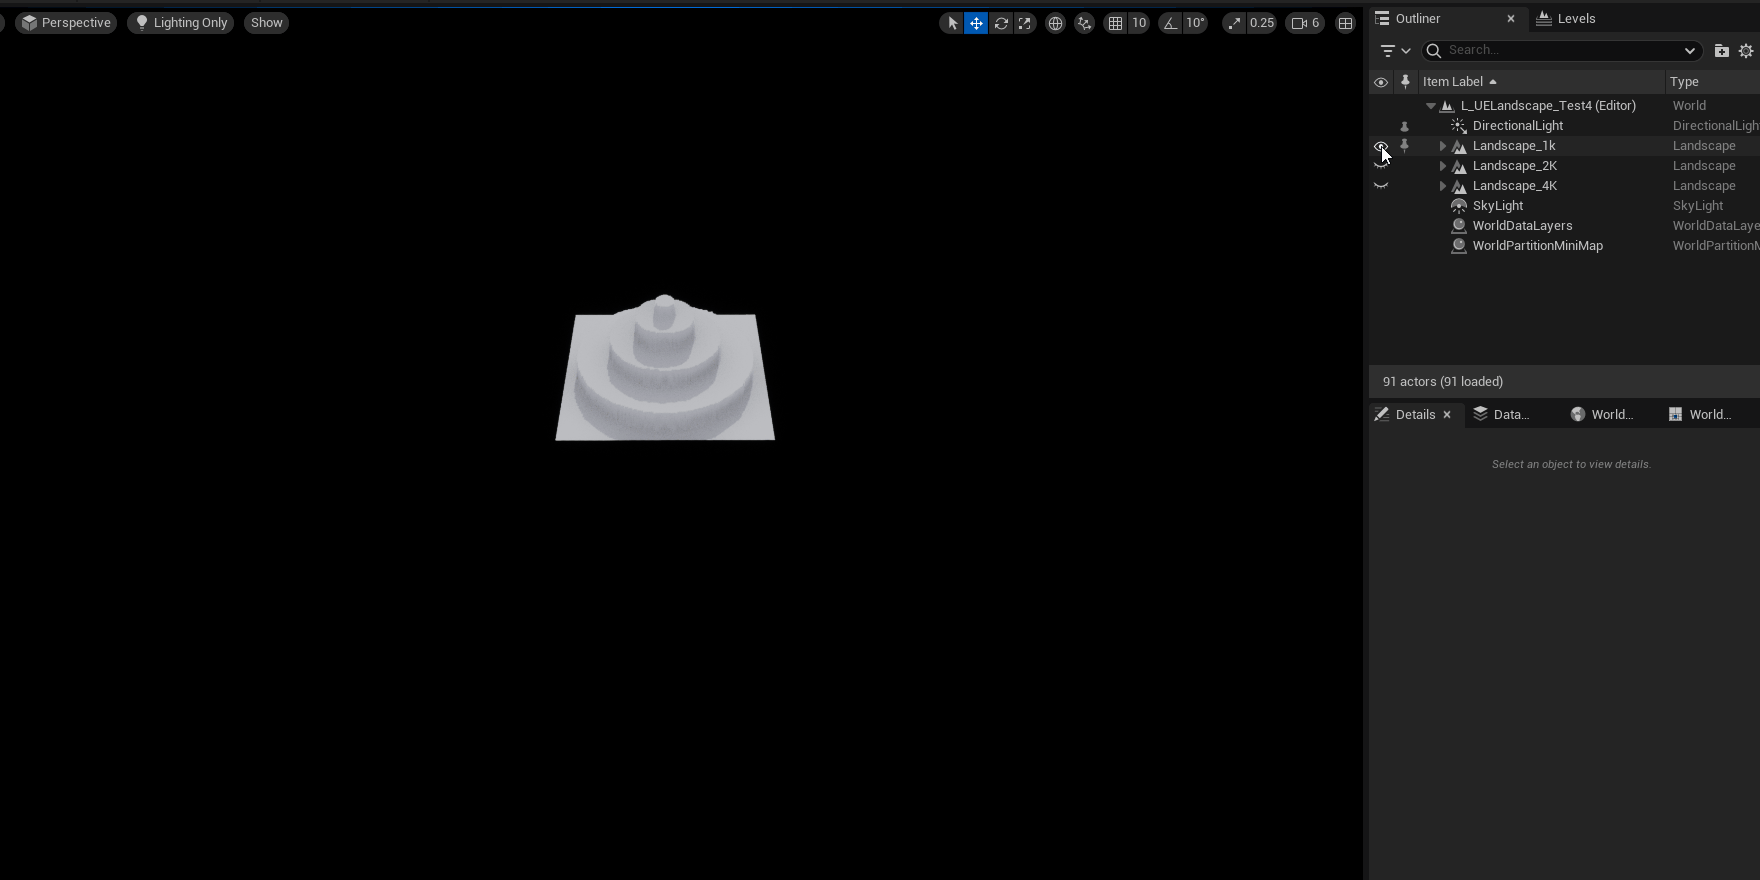 Perspective Lighting Only Show 10 10° 0.25 6
Outliner Levels
Search...
Item Label Type
L_UELandscape_Test4 (Editor) World
DirectionalLight DirectionalLigh
Landscape_1k Landscape
Landscape_2K Landscape
Landscape_4K Landscape
SkyLight SkyLight
WorldDataLayers WorldDataLaye
WorldPartitionMiniMap WorldPartitionM
91 actors (91 loaded)
Details Data... World... World...
Select an object to view details.